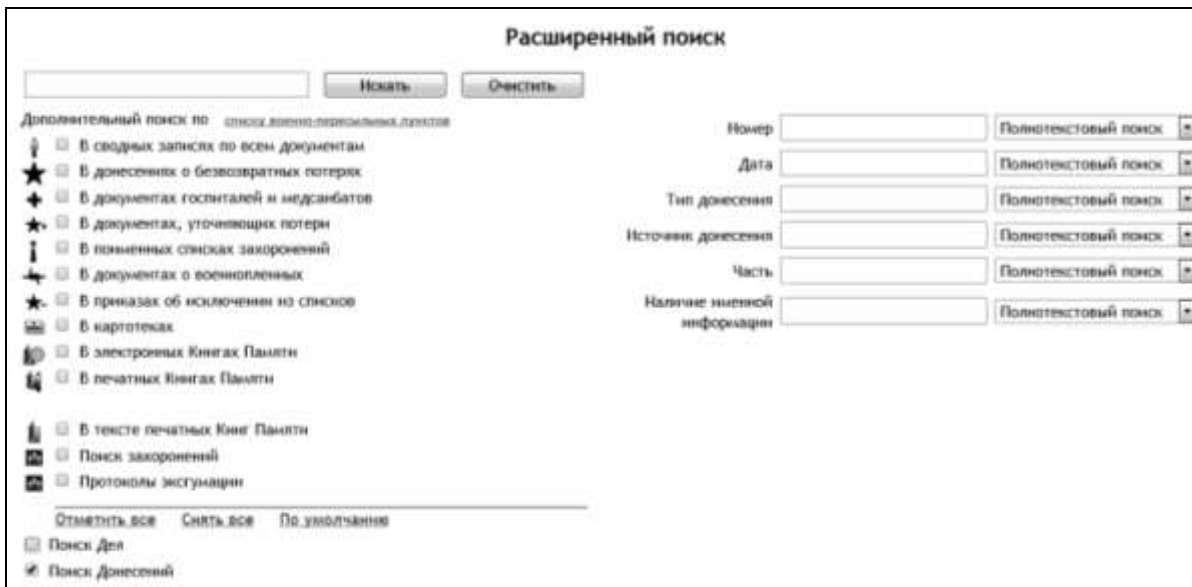 Расширенный поиск
Искать Очистить
Дополнительный поиск по списку военно-пересыльных пунктов
В сводных записях по всем документам
В донесениях о безвозвратных потерях
В документах госпиталей и медсанбатов
В документах, уточняющих потери
В поименных списках захоронений
В документах о военнопленных
В приказах об исключении из списков
В картотеках
В электронных Книгах Памяти
В печатных Книгах Памяти
В тексте печатных Книг Памяти
Поиск захоронений
Протоколы эксгумации
Отметить все Снять все По умолчанию
Поиск Дел
Поиск Донесений
Номер Полнотекстовый поиск
Дата Полнотекстовый поиск
Тип донесения Полнотекстовый поиск
Источник донесения Полнотекстовый поиск
Часть Полнотекстовый поиск
Наличие именной
информации Полнотекстовый поиск